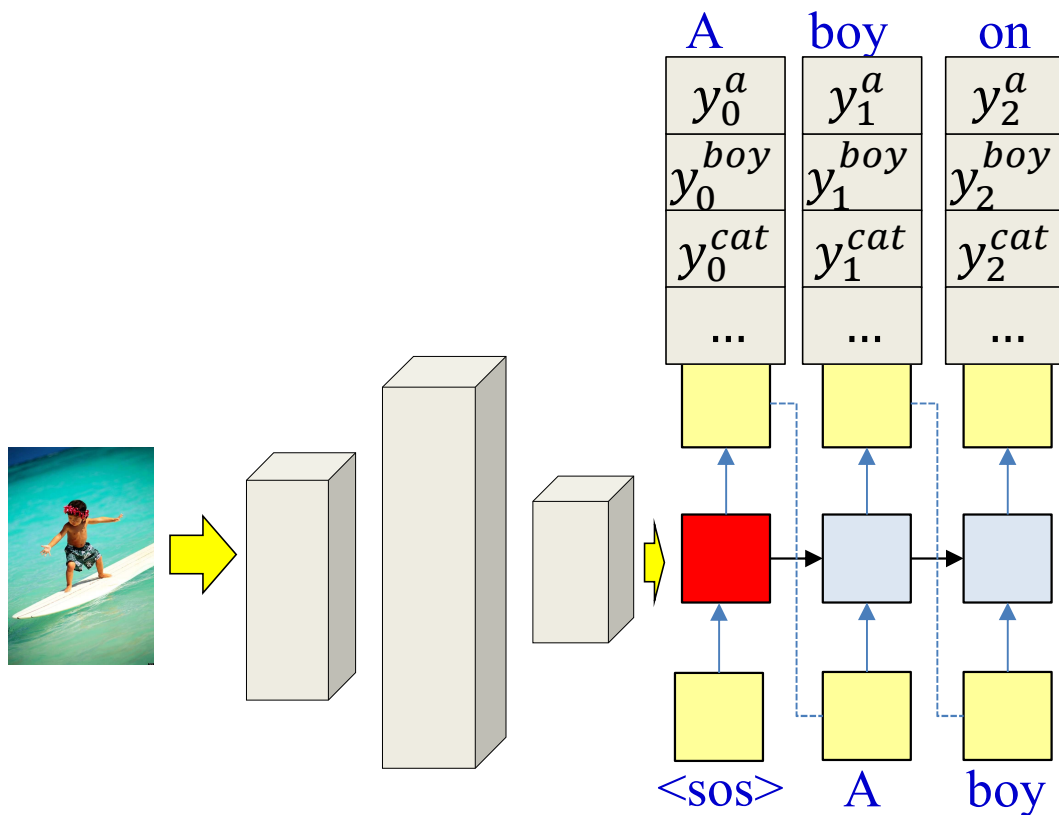 A boy on
y_0^a y_1^a y_2^a
y_0^boy y_1^boy y_2^boy
y_0^cat y_1^cat y_2^cat
... ... ...
<sos> A boy